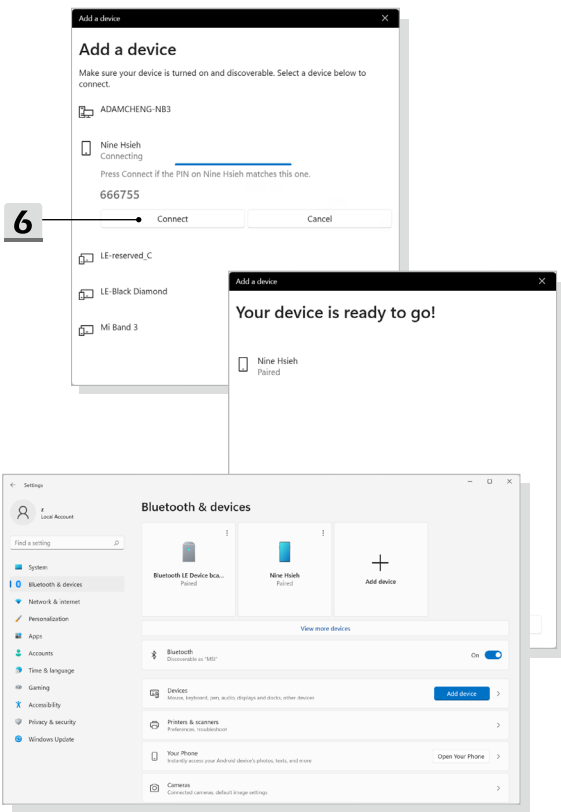 Add a device
Add a device
Make sure your device is turned on and discoverable. Select a device below to
connect.
ADAMCHENG-NB3
Nine Hsieh
Connecting
Press Connect if the PIN on Nine Hsieh matches this one.
666755
6
Connect
Cancel
LE-reserved_C
LE-Black Diamond
Mi Band 3
Add a device
Your device is ready to go!
Nine Hsieh
Paired
Settings
Local Account
Find a setting
System
Bluetooth & devices
Network & internet
Personalization
Apps
Accounts
Time & language
Gaming
Accessibility
Privacy & security
Windows Update
Bluetooth & devices
Bluetooth LE Device bca...
Paired
Nine Hsieh
Paired
Add device
View more devices
Bluetooth
Discoverable as "MSI"
On
Devices
Mouse, keyboard, pen, audio, displays and docks, other devices
Add device
Printers & scanners
Preferences, troubleshoot
Your Phone
Instantly access your Android device's photos, texts, and more
Open Your Phone
Cameras
Connected cameras, default image settings